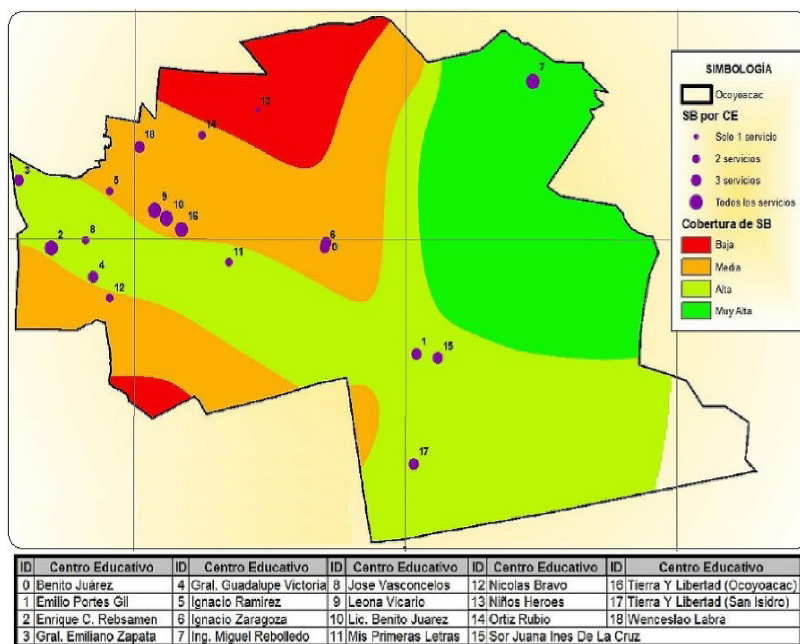 7
SIMBOLOGÍA
Ocoyoacac
SB por CE
Solo 1 servicio
2 servicios
3 servicios
Todos los servicios
Cobertura de SB
Baja
Media
Alta
Muy Alta
13
14
18
3
5
9
10
16
8
2
6
0
11
4
12
1
15
17
ID Centro Educativo ID Centro Educativo ID Centro Educativo ID Centro Educativo ID Centro Educativo
0 Benito Juárez 4 Gral. Guadalupe Victoria 8 Jose Vasconcelos 12 Nicolas Bravo 16 Tierra Y Libertad (Ocoyoacac)
1 Emilio Portes Gil 5 Ignacio Ramirez 9 Leona Vicario 13 Niños Heroes 17 Tierra Y Libertad (San Isidro)
2 Enrique C. Rebsamen 6 Ignacio Zaragoza 10 Lic. Benito Juarez 14 Ortiz Rubio 18 Wenceslao Labra
3 Gral. Emiliano Zapata 7 Ing. Miguel Rebolledo 11 Mis Primeras Letras 15 Sor Juana Ines De La Cruz